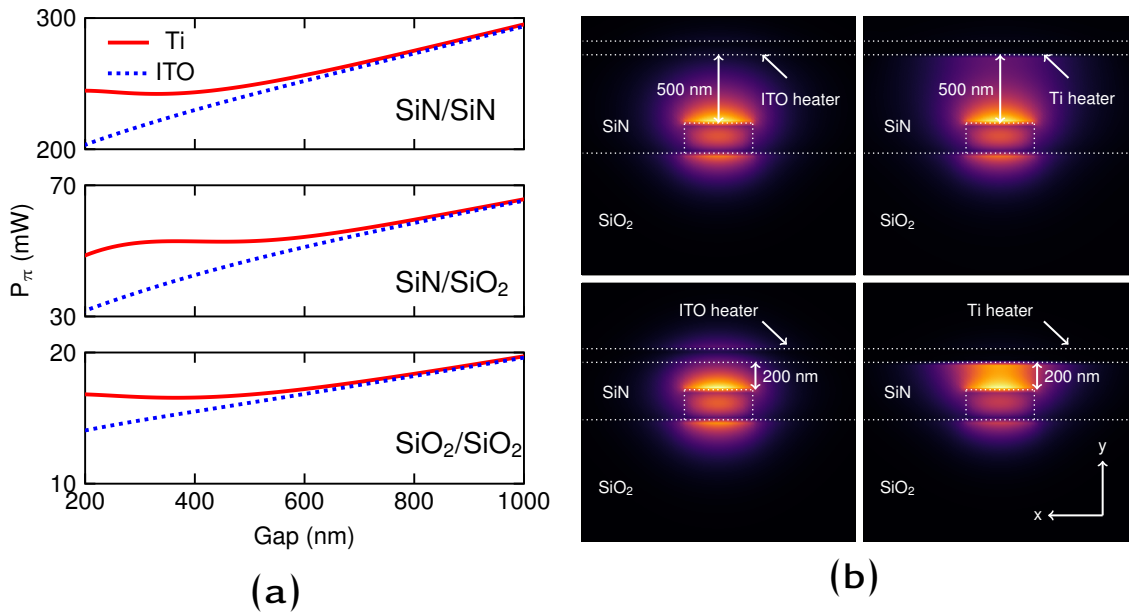 300
Ti
ITO
SiN/SiN
200
70
SiN/SiO₂
30
20
SiO₂/SiO₂
10
200 400 600 800 1000
Gap (nm)
Pπ (mW)
(a)
500 nm
ITO heater
SiN
SiO₂
500 nm
Ti heater
SiN
SiO₂
ITO heater
200 nm
SiN
SiO₂
Ti heater
200 nm
SiN
SiO₂
y
x
(b)